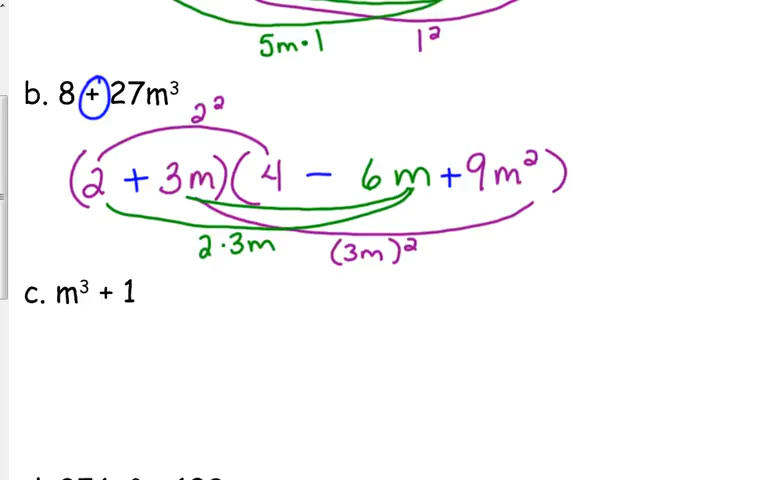 5m·1 1²
b. 8 + 27m³
2²
(2 + 3m)(4 - 6m + 9m²)
2·3m (3m)²
c. m³ + 1